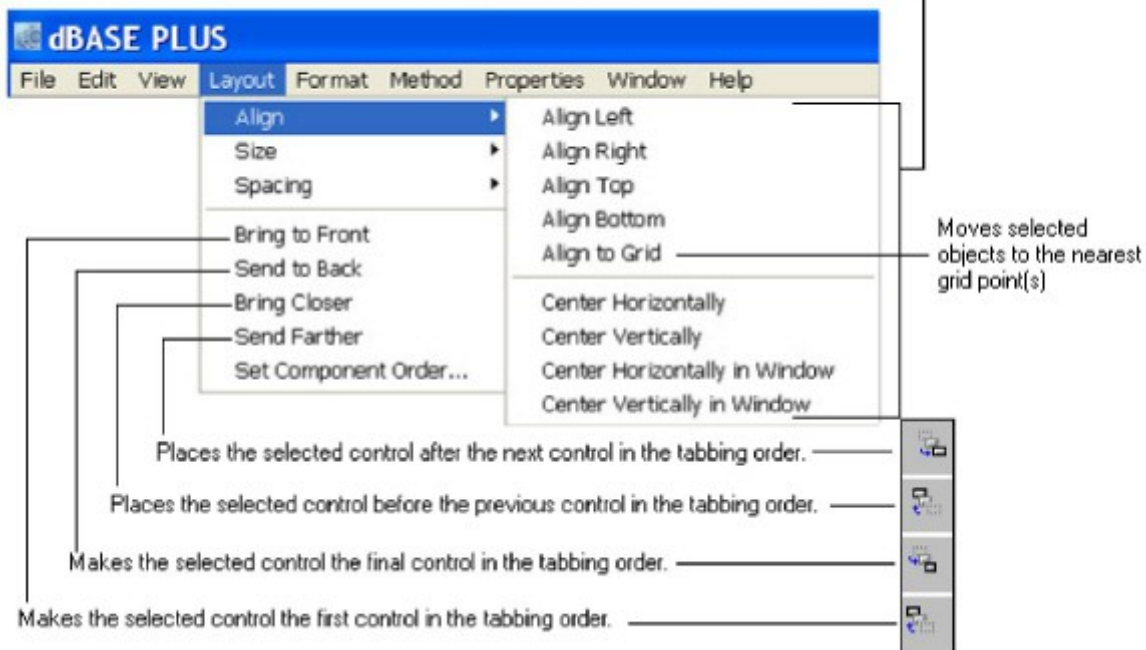 dBASE PLUS
File Edit View Layout Format Method Properties Window Help
Align
Size
Spacing
Bring to Front
Send to Back
Bring Closer
Send Farther
Set Component Order...
Align Left
Align Right
Align Top
Align Bottom
Align to Grid
Center Horizontally
Center Vertically
Center Horizontally in Window
Center Vertically in Window
Moves selected
objects to the nearest
grid point(s)
Places the selected control after the next control in the tabbing order.
Places the selected control before the previous control in the tabbing order.
Makes the selected control the final control in the tabbing order.
Makes the selected control the first control in the tabbing order.